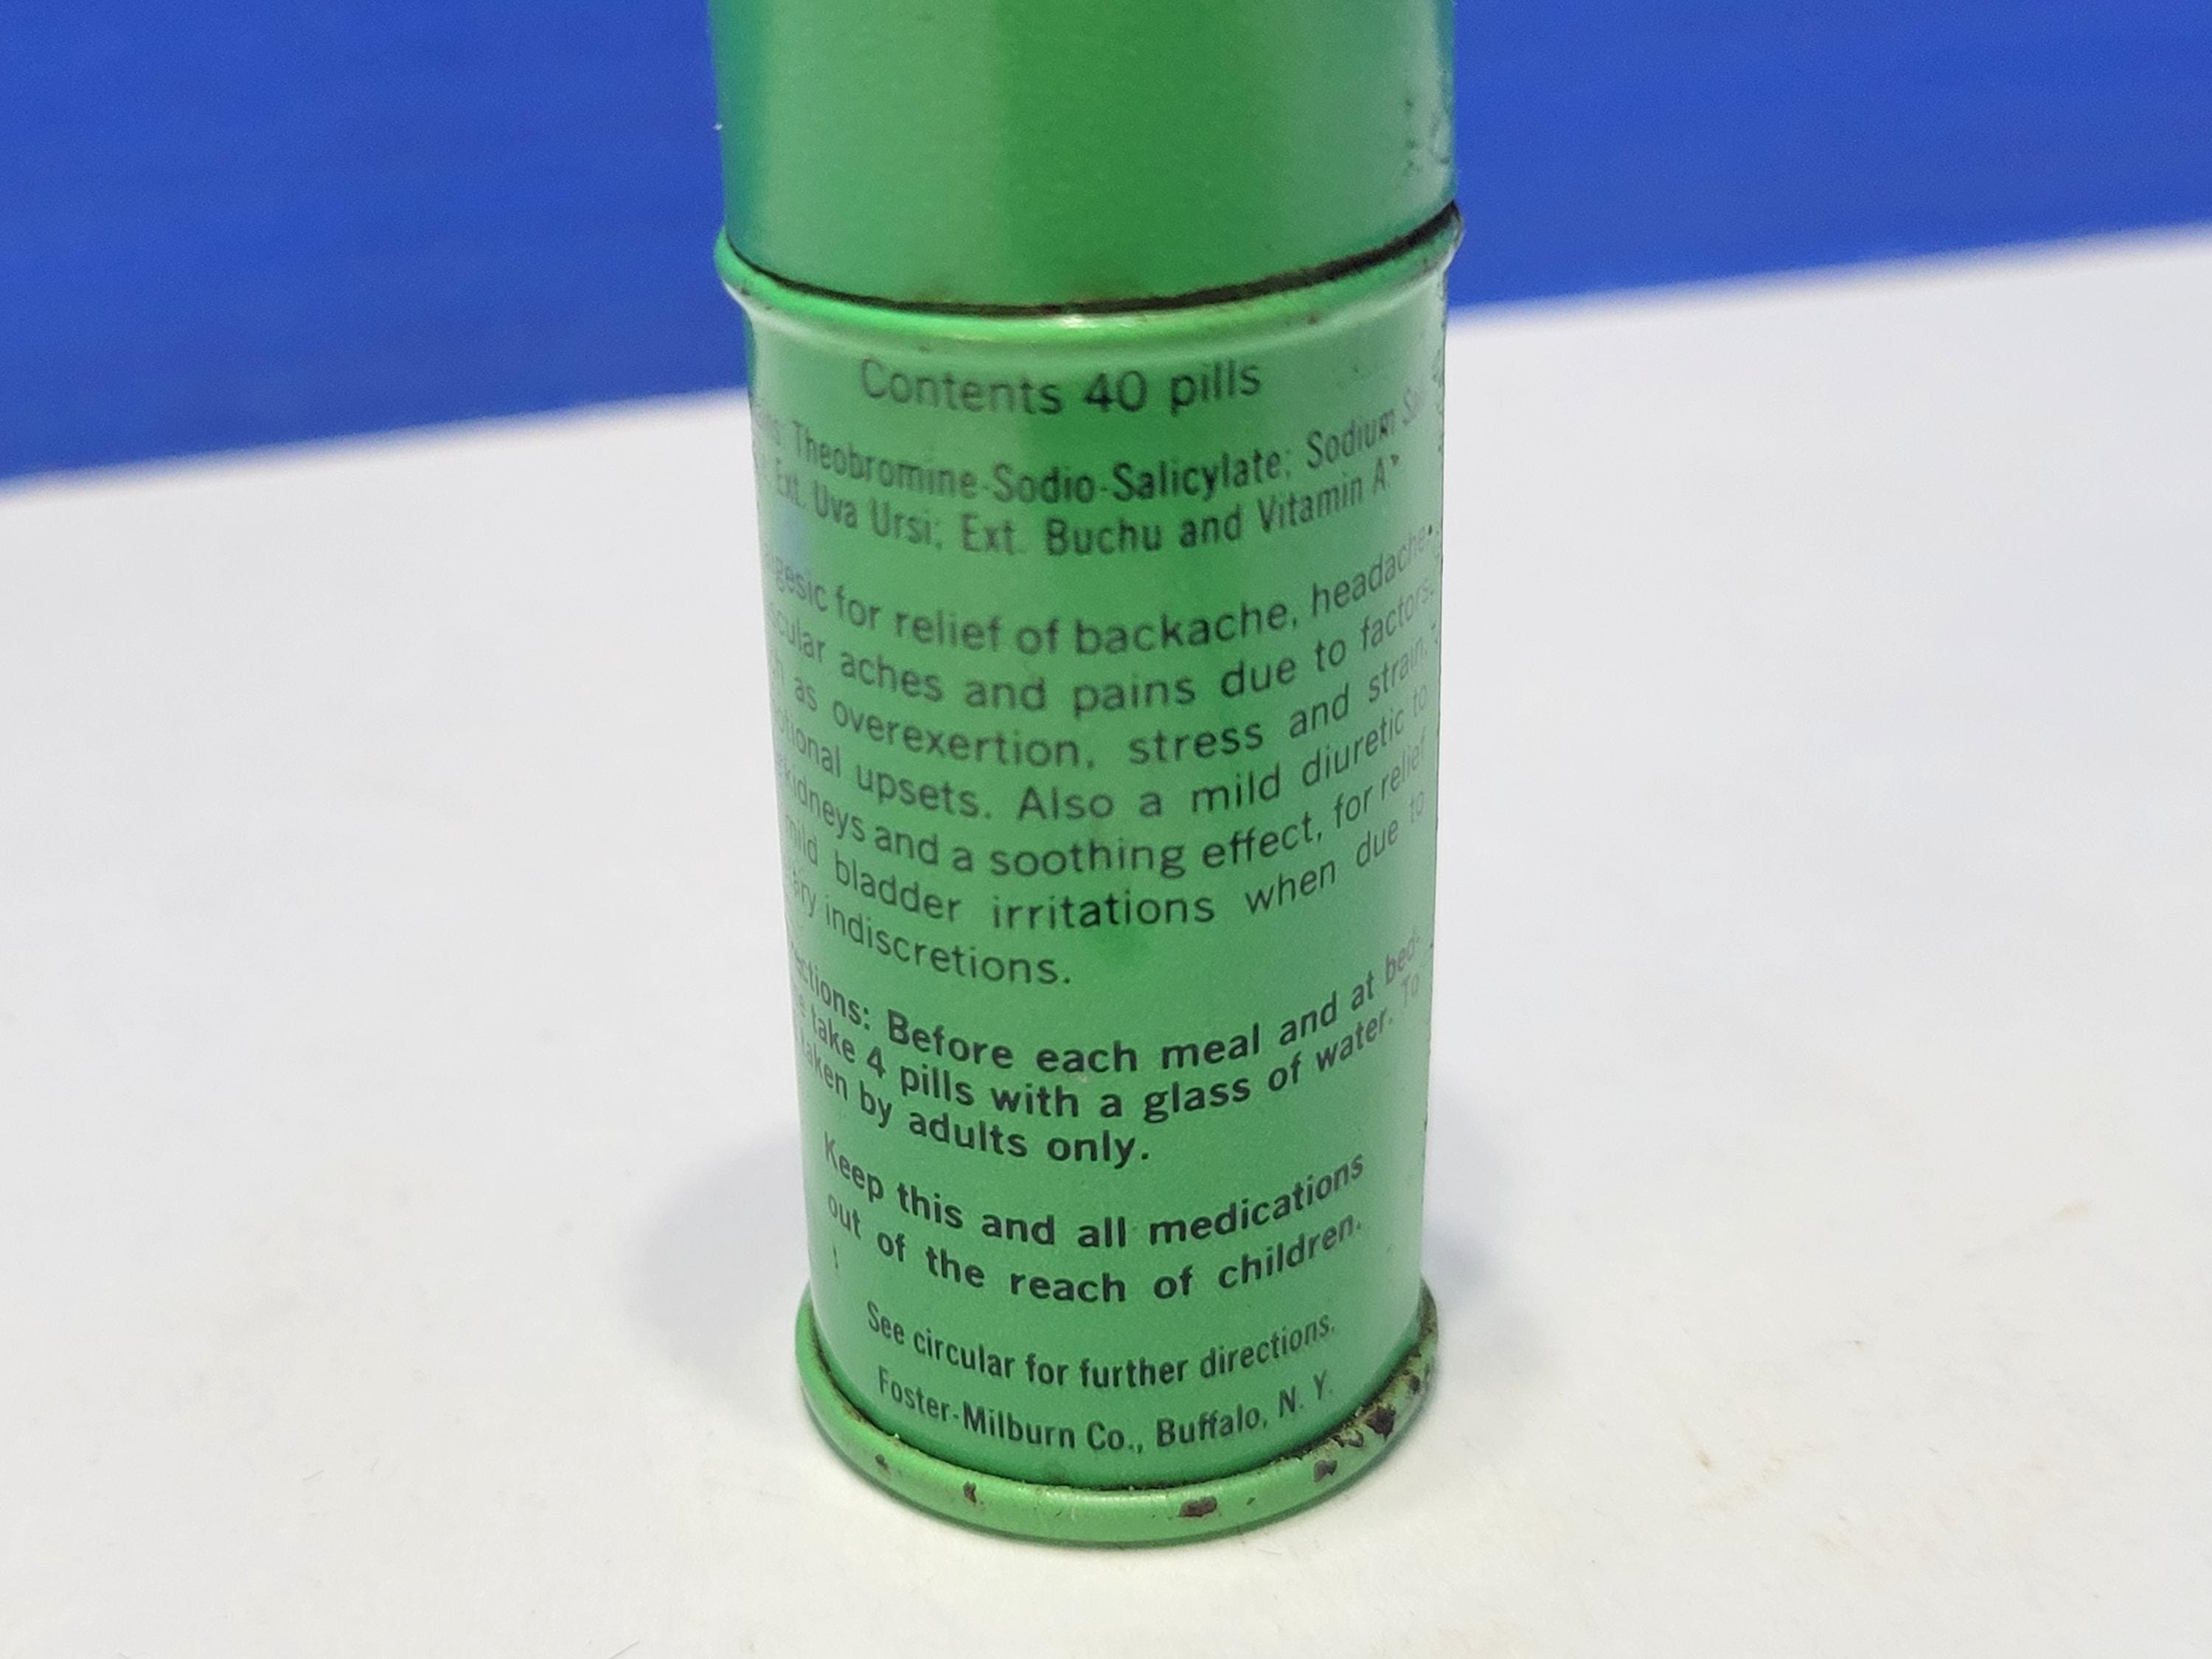 Contents 40 pills
Theobromine-Sodio-Salicylate; Sodium
Ext. Uva Ursi; Ext. Buchu and Vitamin A
for relief of backache, headache,
aches and pains due to factors
as overexertion, stress and strain,
upsets. Also a mild diuretic to
kidneys and a soothing effect, for relief
mild bladder irritations when due to
indiscretions.
Before each meal and at bed-
take 4 pills with a glass of water. To
taken by adults only.
Keep this and all medications
out of the reach of children.
See circular for further directions.
Foster-Milburn Co., Buffalo, N. Y.